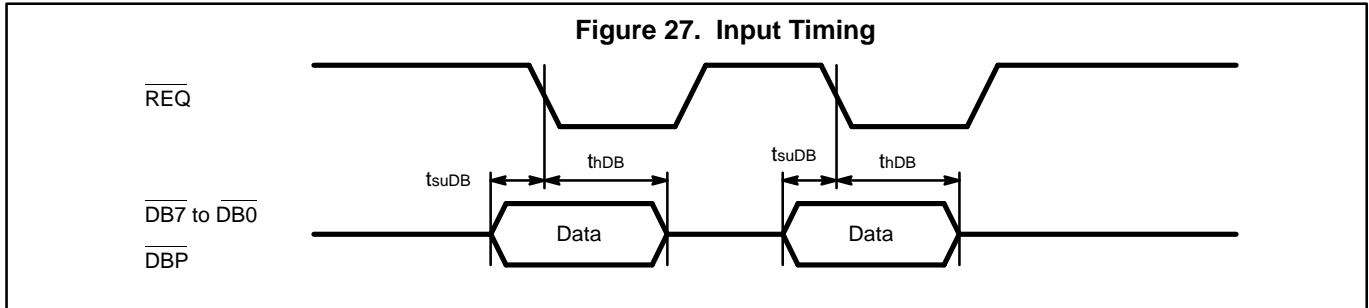 Figure 27. Input Timing
REQ
tsuDB
thDB
tsuDB
thDB
DB7 to DB0
Data
Data
DBP